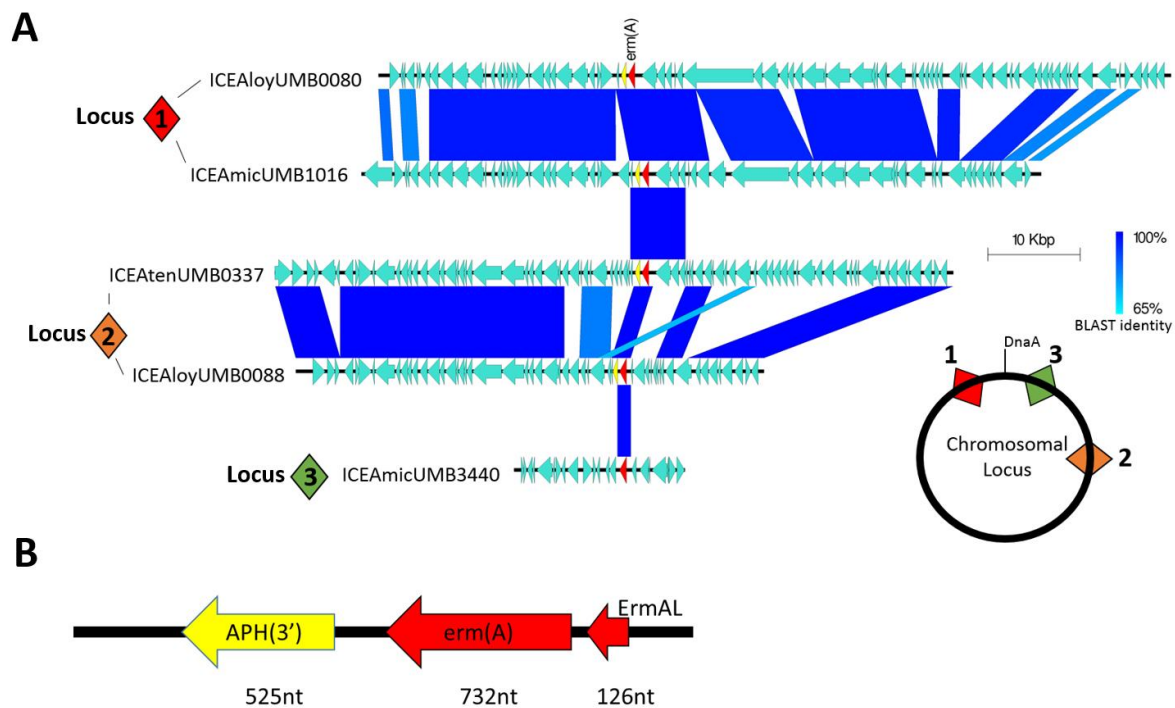 A
erm(A)
ICEAloyUMB0080
Locus 1
ICEAmicUMB1016
10 Kbp
100%
65%
BLAST identity
ICEAtenUMB0337
Locus 2
ICEAloyUMB0088
DnaA
1
3
Chromosomal
Locus
2
Locus 3
ICEAmicUMB3440
B
ErmAL
APH(3’)
erm(A)
525nt
732nt
126nt